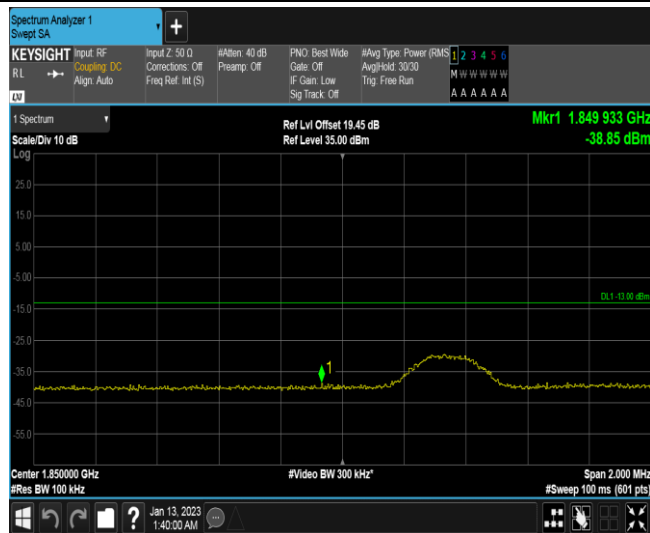 Spectrum Analyzer 1
Swept SA
+
KEYSIGHT
RL
LXI
Input: RF
Coupling: DC
Align: Auto
Input Z: 50 Ω
Corrections: Off
Freq Ref: Int (S)
#Atten: 40 dB
Preamp: Off
PNO: Best Wide
Gate: Off
IF Gain: Low
Sig Track: Off
#Avg Type: Power (RMS
Avg|Hold: 30/30
Trig: Free Run
1 2 3 4 5 6
M W W W W W
A A A A A A
1 Spectrum
Scale/Div 10 dB
Log
Ref Lvl Offset 19.45 dB
Ref Level 35.00 dBm
Mkr1 1.849 933 GHz
-38.85 dBm
25.0
15.0
5.00
-5.00
DL1 -13.00 dBm
-15.0
-25.0
-35.0
1
-45.0
-55.0
Center 1.850000 GHz
#Res BW 100 kHz
#Video BW 300 kHz*
Span 2.000 MHz
#Sweep 100 ms (601 pts)
?
Jan 13, 2023
1:40:00 AM